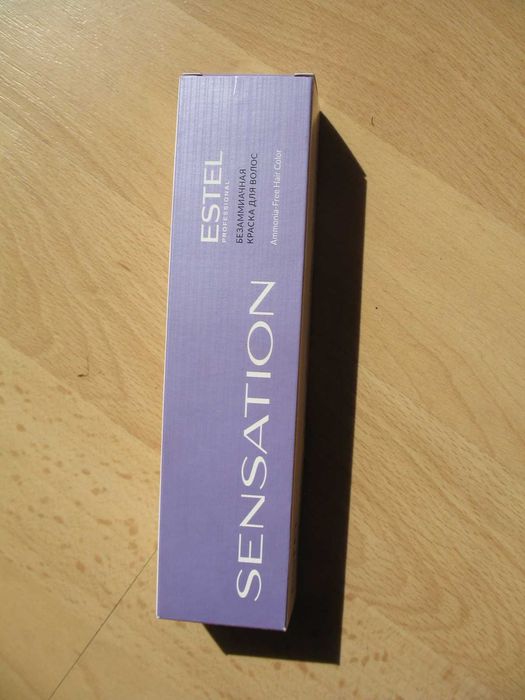 ESTEL
PROFESSIONAL
БЕЗАММИАЧНАЯ
КРАСКА ДЛЯ ВОЛОС
Ammonia-Free Hair Color
SENSATION